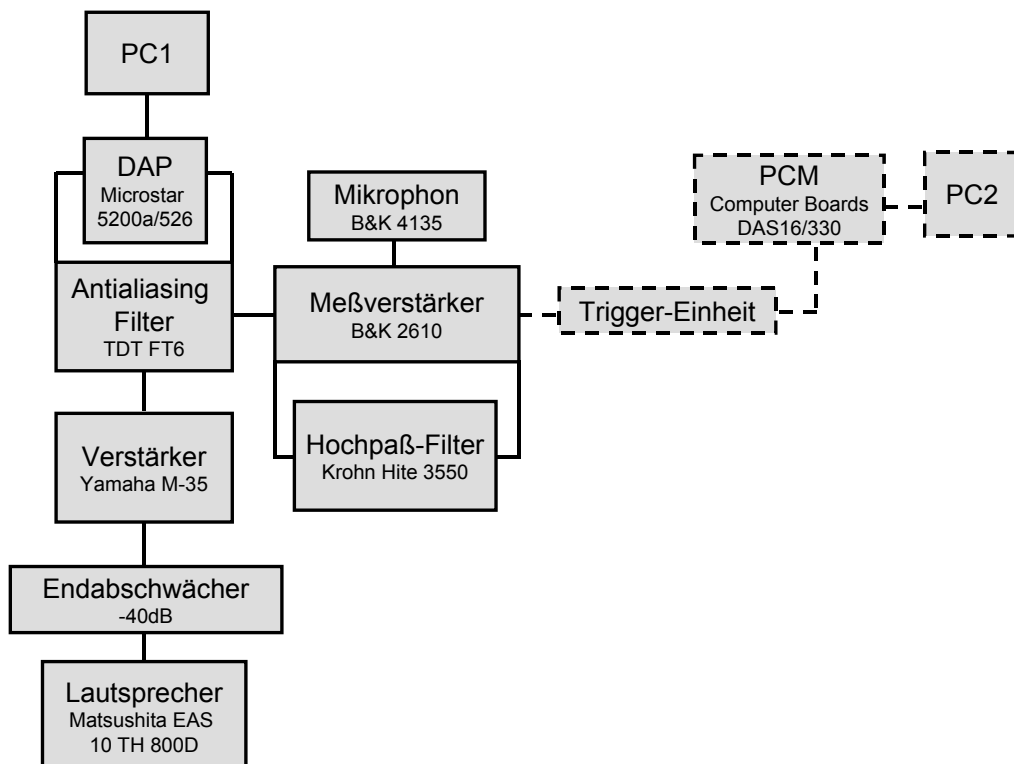 PC1
DAP
Microstar
5200a/526
Mikrophon
B&K 4135
PCM
Computer Boards
DAS16/330
PC2
Antialiasing
Filter
TDT FT6
Meßverstärker
B&K 2610
Trigger-Einheit
Hochpaß-Filter
Krohn Hite 3550
Verstärker
Yamaha M-35
Endabschwächer
-40dB
Lautsprecher
Matsushita EAS
10 TH 800D